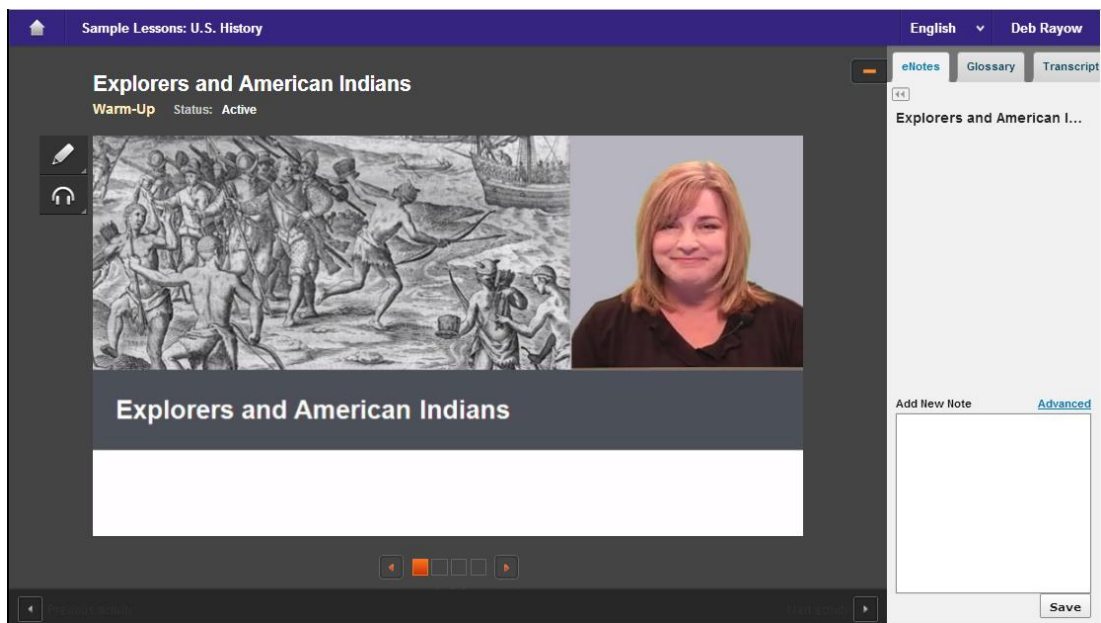 Sample Lessons: U.S. History
English
Deb Rayow
Explorers and American Indians
Warm-Up Status: Active
Explorers and American Indians
eNotes Glossary Transcript
Explorers and American I...
Add New Note Advanced
Save